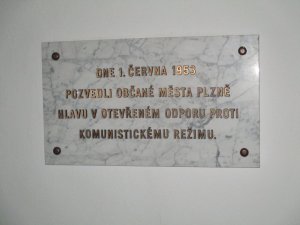 DNE 1. ČERVNA 1953
POZVEDLI OBČANÉ MĚSTA PLZNĚ
HLAVU V OTEVŘENÉM ODPORU PROTI
KOMUNISTICKÉMU REŽIMU.